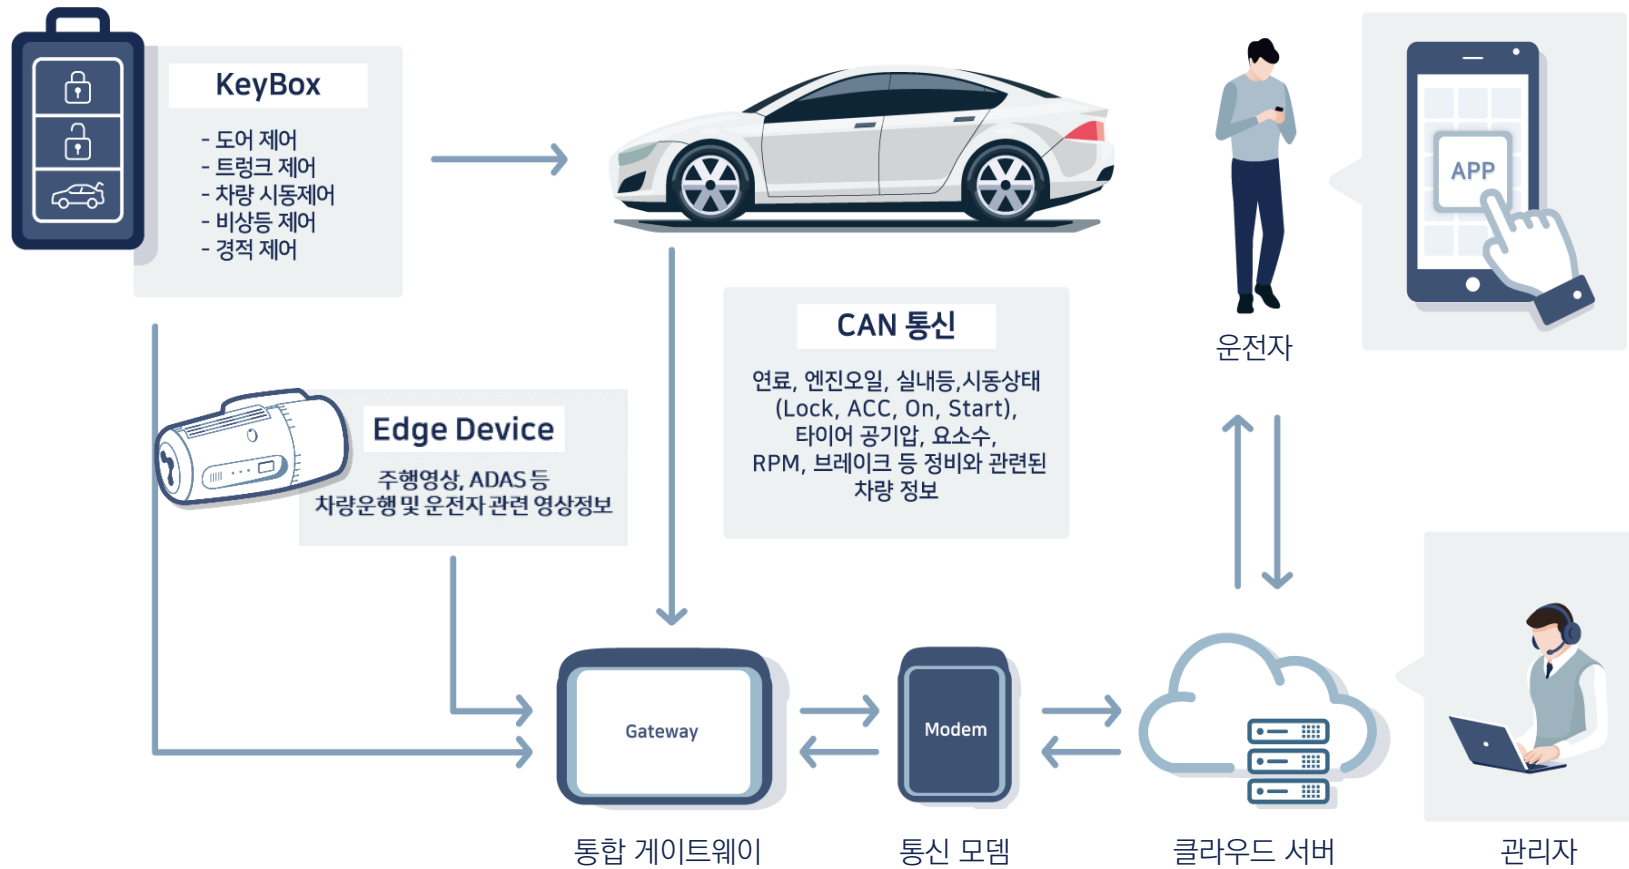 KeyBox
- 도어 제어
- 트렁크 제어
- 차량 시동제어
- 비상등 제어
- 경적 제어
APP
운전자
CAN 통신
연료, 엔진오일, 실내등,시동상태
(Lock, ACC, On, Start),
타이어 공기압, 요소수,
RPM, 브레이크 등 정비와 관련된
차량 정보
Edge Device
주행영상, ADAS 등
차량운행 및 운전자 관련 영상정보
Gateway
Modem
통합 게이트웨이
통신 모뎀
클라우드 서버
관리자